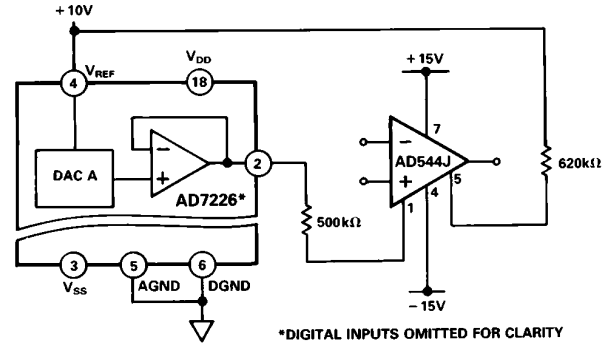 +10V
4
VREF
VDD
18
DAC A
−
+
2
AD7226*
3
VSS
5
AGND
6
DGND
500kΩ
+15V
7
−
AD544J
+
1
4
5
−15V
620kΩ
*DIGITAL INPUTS OMITTED FOR CLARITY